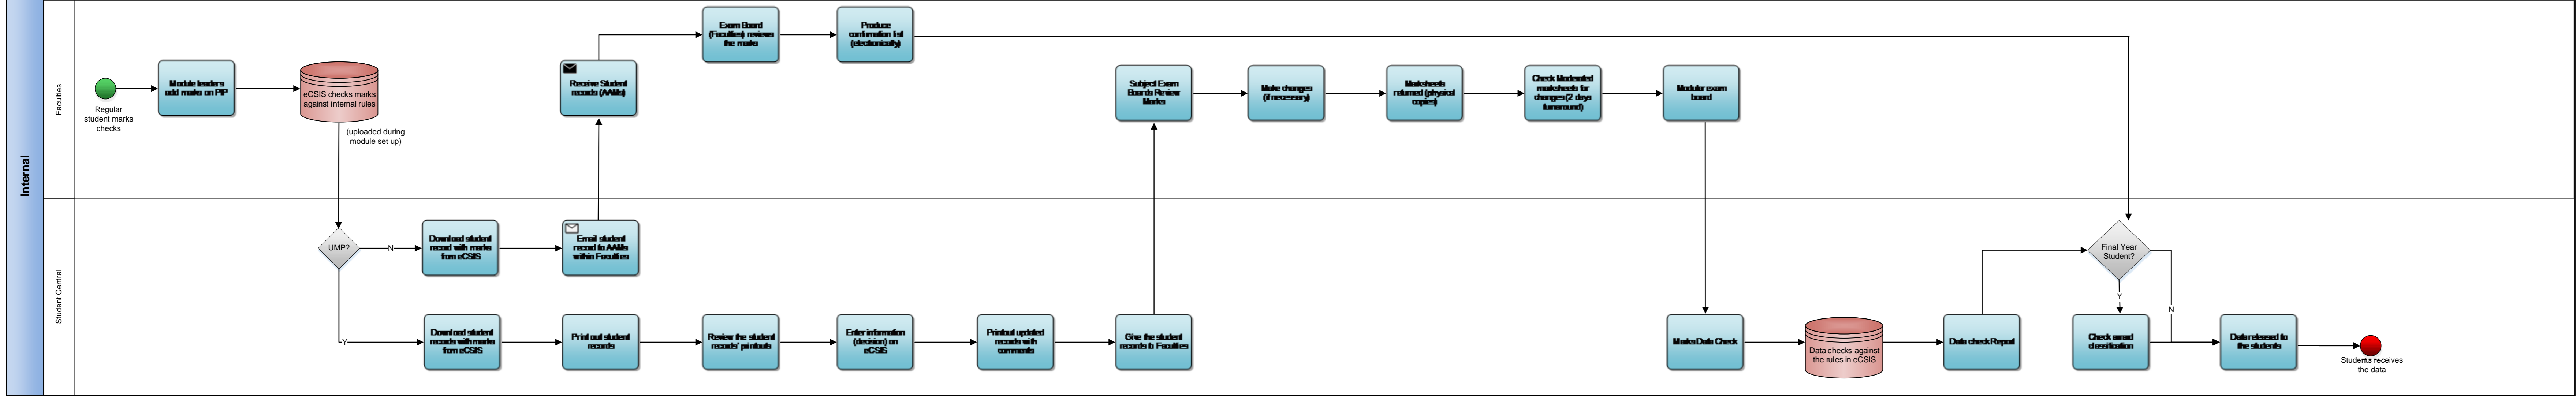 Internal
Faculties
Regular
student marks
checks
Module leaders
add marks on PIP
eCSIS checks marks
against internal rules
(uploaded during
module set up)
Receive Student
records (AAMs)
Exam Board
(Faculties) reviews
the marks
Produce
confirmation list
(electronically)
Subject Exam
Boards Review
Marks
Make changes
(if necessary)
Marksheets
returned (physical
copies)
Check Moderated
marksheets for
changes (2 days
turnaround)
Modular exam
board
Student Central
UMP?
N
Download student
record with marks
from eCSIS
Email student
record to AAMs
within Faculties
Y
Download student
records with marks
from eCSIS
Print out student
records
Review the student
records' printouts
Enter information
(decision) on
eCSIS
Printout updated
records with
comments
Give the student
records to Faculties
Marks Data Check
Data checks against
the rules in eCSIS
Data check Report
Final Year
Student?
Y
N
Check award
classification
Data released to
the students
Students receives
the data